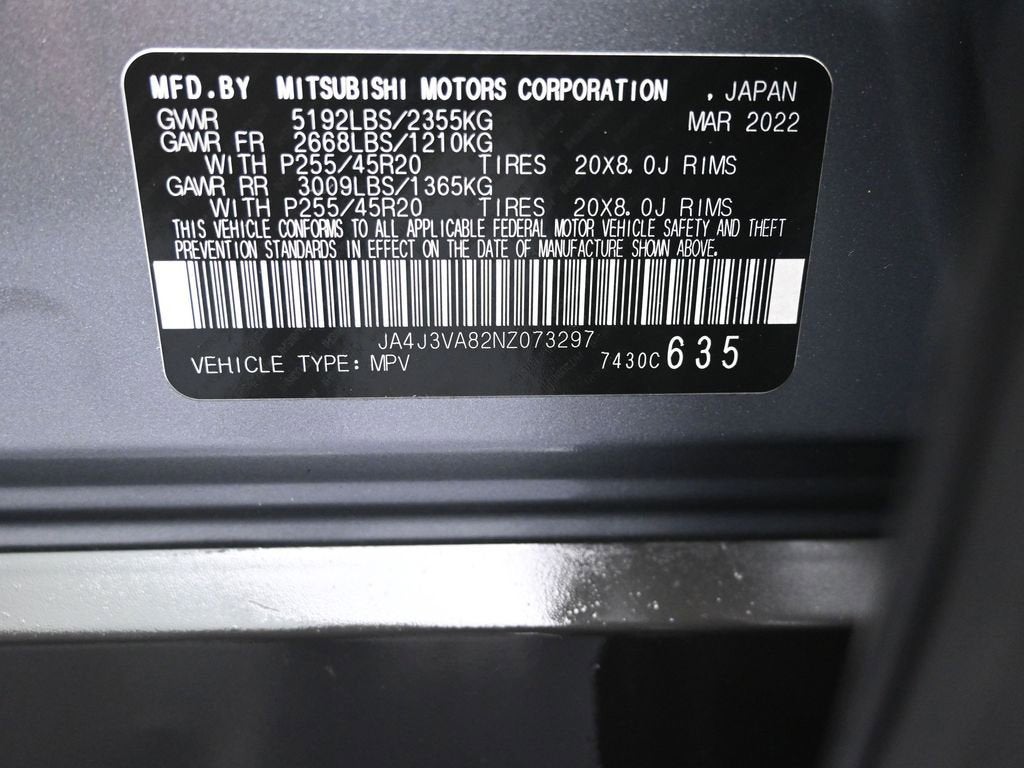 MFD.BY MITSUBISHI MOTORS CORPORATION , JAPAN
GVWR 5192LBS/2355KG MAR 2022
GAWR FR 2668LBS/1210KG
WITH P255/45R20 TIRES 20X8.0J RIMS
GAWR RR 3009LBS/1365KG
WITH P255/45R20 TIRES 20X8.0J RIMS
THIS VEHICLE CONFORMS TO ALL APPLICABLE FEDERAL MOTOR VEHICLE SAFETY AND THEFT
PREVENTION STANDARDS IN EFFECT ON THE DATE OF MANUFACTURE SHOWN ABOVE.
JA4J3VA82NZ073297
VEHICLE TYPE: MPV 7430C 635